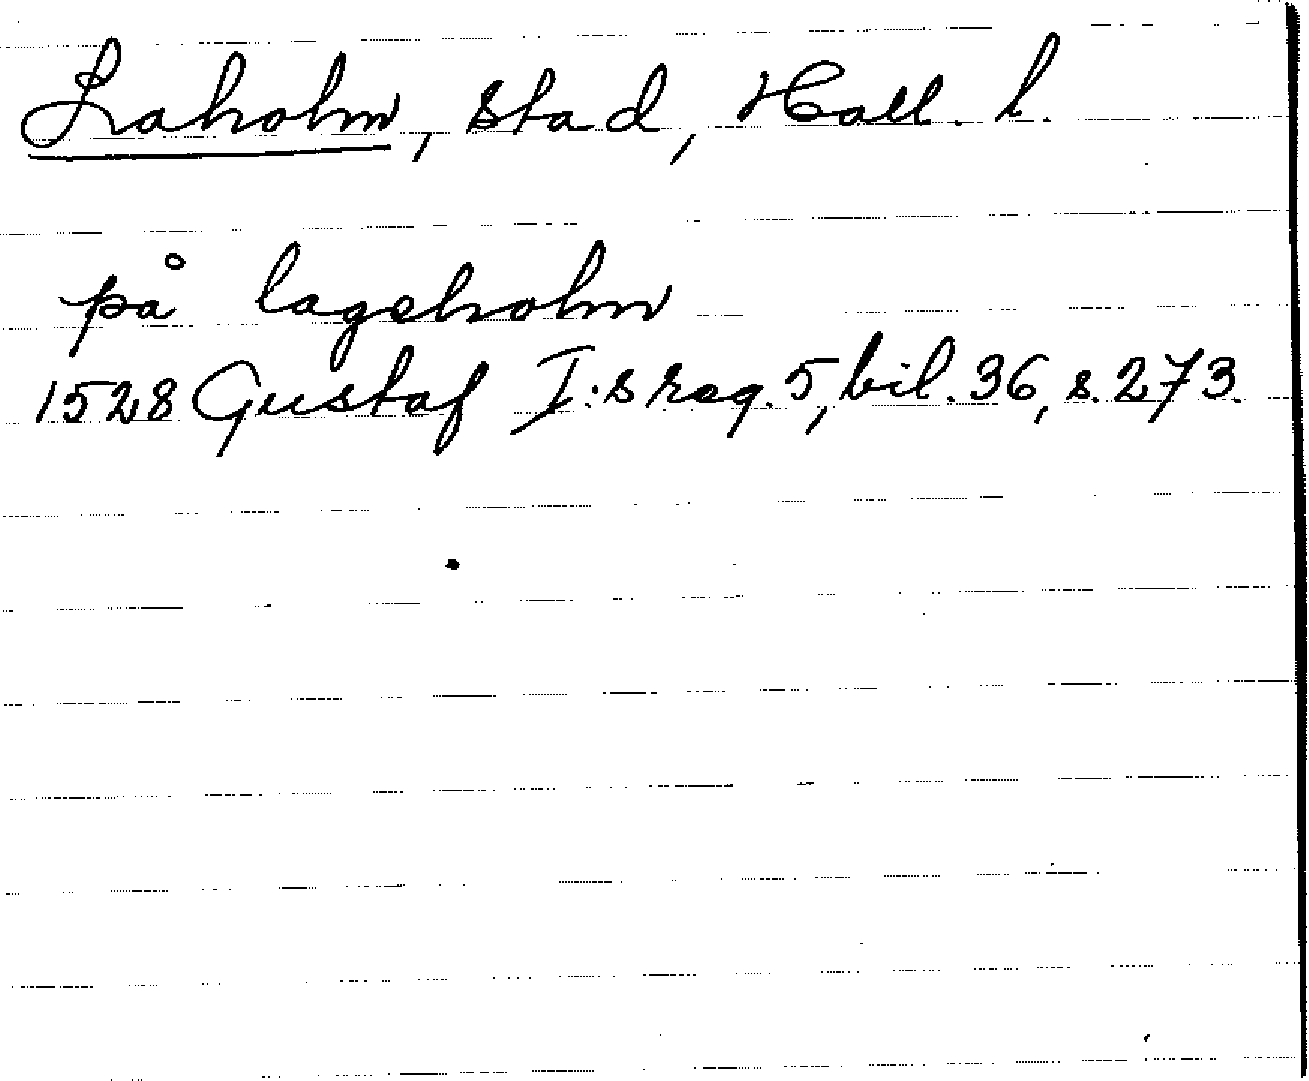 Laholm, stad, Hall. l.
på lageholm
1528 Gustaf I:s reg. 5, bil. 36, s. 273.